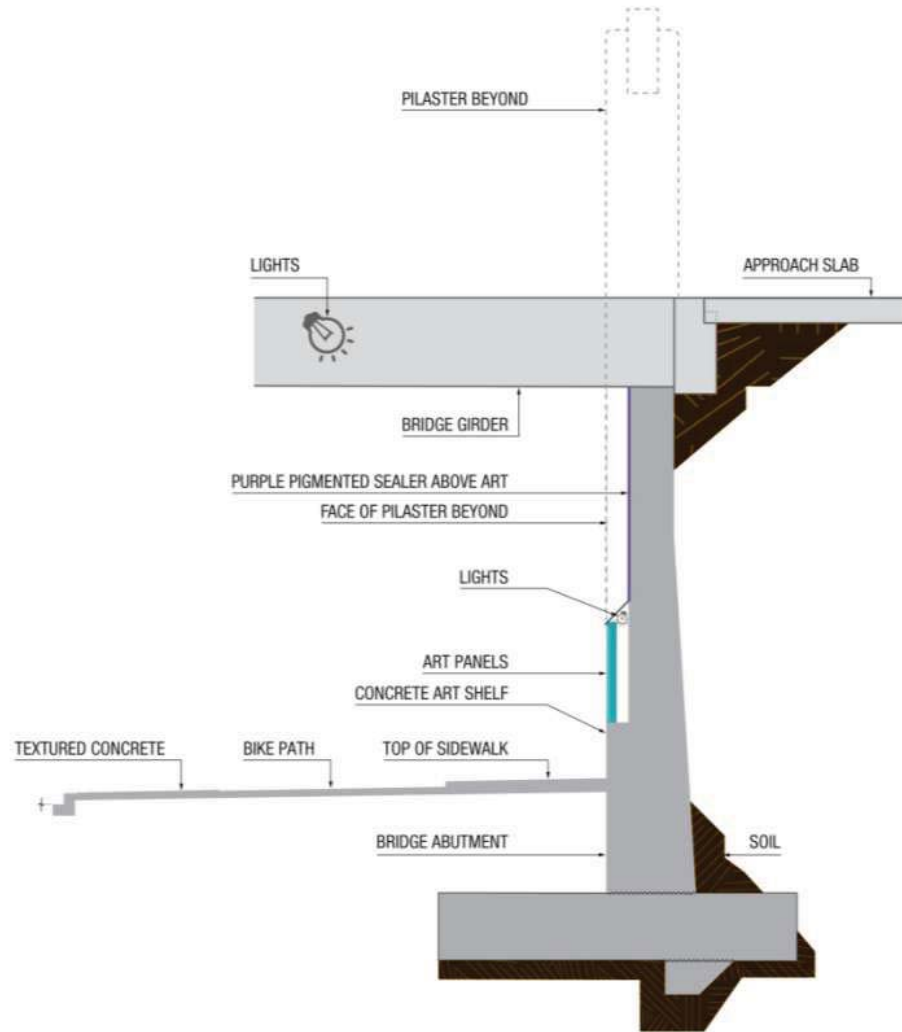 PILASTER BEYOND
LIGHTS
APPROACH SLAB
BRIDGE GIRDER
PURPLE PIGMENTED SEALER ABOVE ART
FACE OF PILASTER BEYOND
LIGHTS
ART PANELS
CONCRETE ART SHELF
TEXTURED CONCRETE
BIKE PATH
TOP OF SIDEWALK
BRIDGE ABUTMENT
SOIL